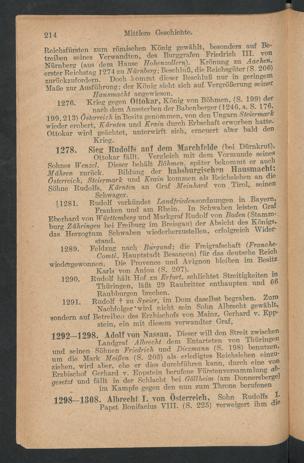 214 Mittlere Geschichte.
Reichsfürsten zum römischen König gewählt, besonders auf Be-
treiben seines Verwandten, des Burggrafen Friedrich III. von
Nürnberg (aus dem Hause Hohenzollern). Krönung zu Aachen,
erster Reichstag 1274 zu Nürnberg; Beschluß, die Reichsgüter (S. 206)
zurückzufordern. Doch kommt dieser Beschluß nur in geringem
Maße zur Ausführung; der König sieht sich auf Vergrößerung seiner
Hausmacht angewiesen.
1276. Krieg gegen Ottokar, König von Böhmen, (S. 199) der
nach dem Aussterben der Babenberger (1246, s. S. 176,
199, 213) Österreich in Besitz genommen, von den Ungarn Steiermark
wieder erobert, Kärnten und Krain durch Erbschaft erworben hatte.
Ottokar wird geächtet, unterwirft sich, erneuert aber bald den
Krieg.
1278. Sieg Rudolfs auf dem Marchfelde (bei Dürnkrut).
Ottokar fällt. Vergleich mit dem Vormunde seines
Sohnes Wenzel. Dieser behält Böhmen, später bekommt er auch
Mähren zurück. Bildung der habsburgischen Hausmacht:
Österreich, Steiermark und Krain kommen als Reichslehen an die
Söhne Rudolfs, Kärnten an Graf Meinhard von Tirol, seinen
Schwager.
1281. Rudolf verkündet Landfriedensordnungen in Bayern,
Franken und am Rhein. In Schwaben leisten Graf
Eberhard von Württemberg und Markgraf Rudolf von Baden (Stamm-
burg Zähringen bei Freiburg im Breisgau) der Absicht des Königs,
das Herzogtum Schwaben wiederherzustellen, erfolgreich Wider-
stand.
1289. Feldzug nach Burgund; die Freigrafschaft (Franche-
Comté, Hauptstadt Besançon) für das deutsche Reich
wiedergewonnen. Die Provence und Avignon bleiben im Besitz
Karls von Anjou (S. 207).
1290. Rudolf hält Hof zu Erfurt, schlichtet Streitigkeiten in
Thüringen, läßt 29 Raubritter enthaupten und 66
Raubburgen brechen.
1291. Rudolf † zu Speier, im Dom daselbst begraben. Zum
Nachfolger wird nicht sein Sohn Albrecht gewählt,
sondern auf Betreiben des Erzbischofs von Mainz, Gerhard v. Epp-
stein, ein mit diesem verwandter Graf,
1292–1298. Adolf von Nassau. Dieser will den Streit zwischen
Landgraf Albrecht dem Entarteten von Thüringen
und seinen Söhnen Friedrich und Diezmann (S. 198) benutzen,
um die Mark Meißen (S. 203) als erledigtes Reichslehen einzu-
ziehen, wird aber, ehe er dies durchführen kann, durch eine von
Erzbischof Gerhard v. Eppstein berufene Fürstenversammlung ab-
gesetzt und fällt in der Schlacht bei Göllheim (am Donnersberge)
im Kampfe gegen den nun zum Throne berufenen
1298–1308. Albrecht I. von Österreich, Sohn Rudolfs I.
Papst Bonifacius VIII. (S. 225) verweigert ihm die